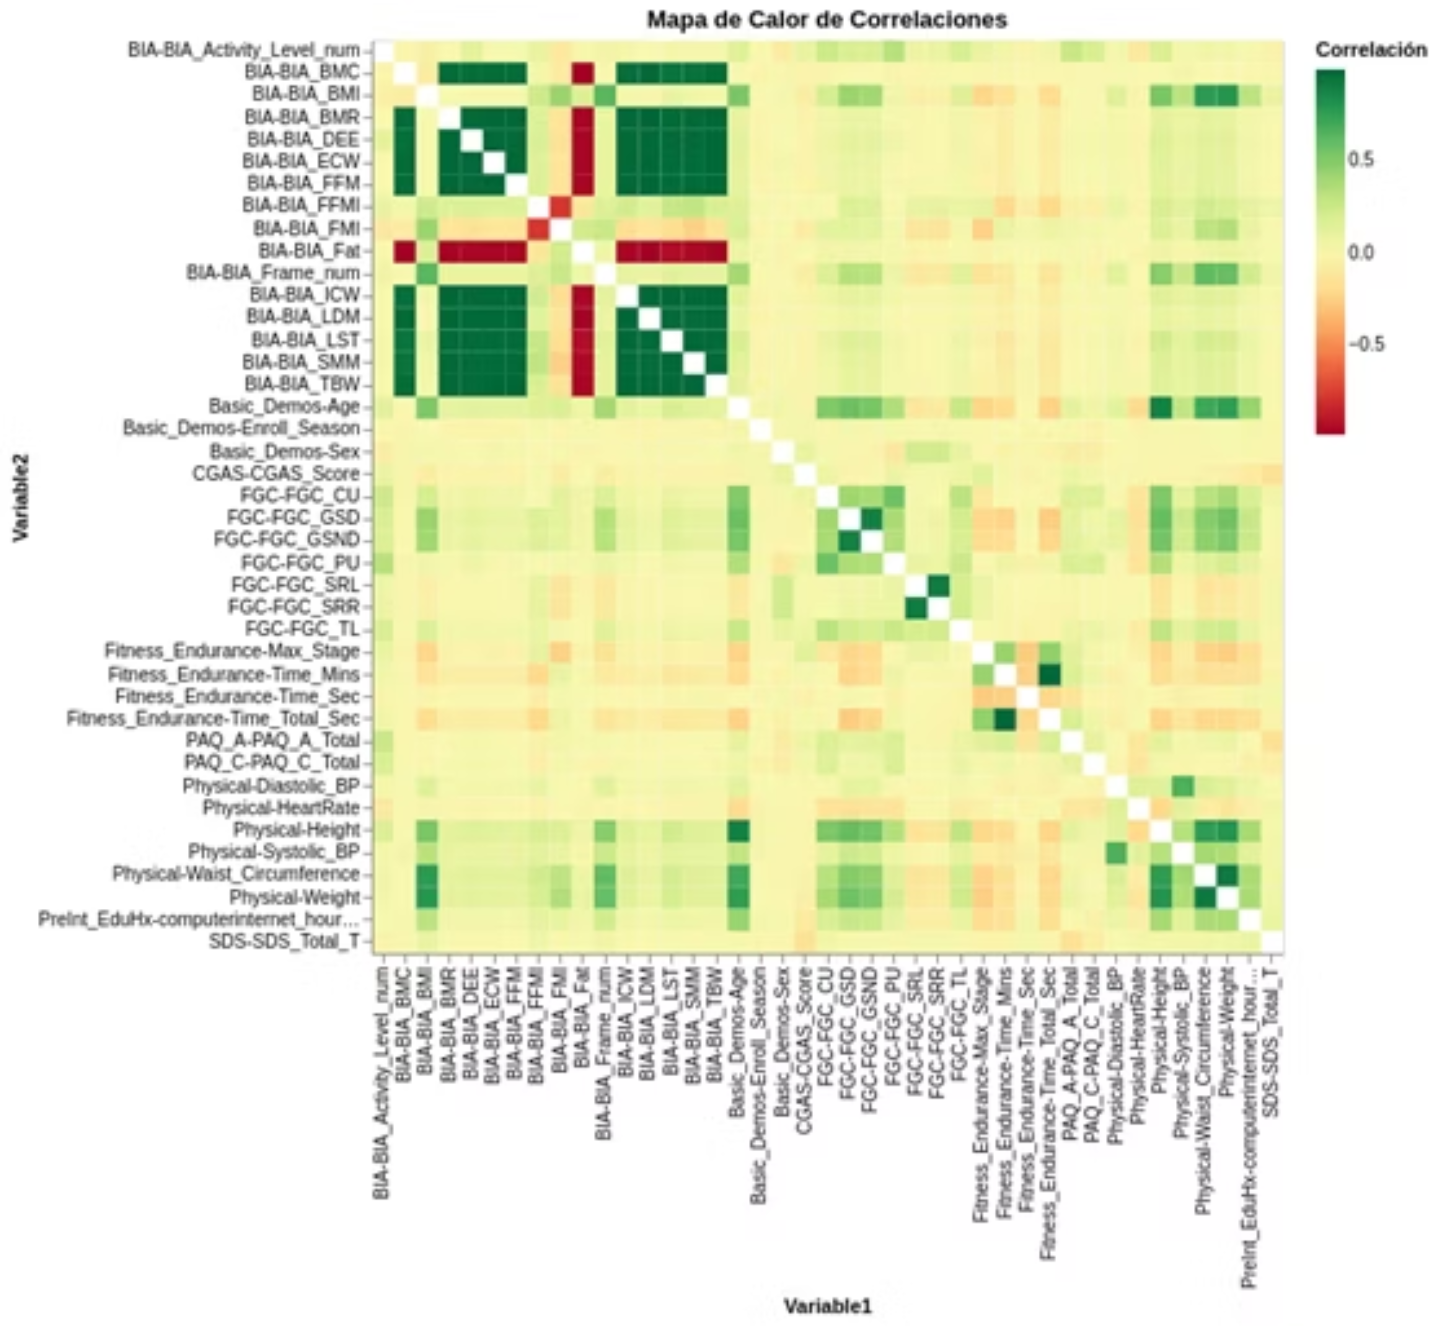 Mapa de Calor de Correlaciones
Correlación
0.5
0.0
−0.5
Variable2
BIA-BIA_Activity_Level_num
BIA-BIA_BMC
BIA-BIA_BMI
BIA-BIA_BMR
BIA-BIA_DEE
BIA-BIA_ECW
BIA-BIA_FFM
BIA-BIA_FFMI
BIA-BIA_FMI
BIA-BIA_Fat
BIA-BIA_Frame_num
BIA-BIA_ICW
BIA-BIA_LDM
BIA-BIA_LST
BIA-BIA_SMM
BIA-BIA_TBW
Basic_Demos-Age
Basic_Demos-Enroll_Season
Basic_Demos-Sex
CGAS-CGAS_Score
FGC-FGC_CU
FGC-FGC_GSD
FGC-FGC_GSND
FGC-FGC_PU
FGC-FGC_SRL
FGC-FGC_SRR
FGC-FGC_TL
Fitness_Endurance-Max_Stage
Fitness_Endurance-Time_Mins
Fitness_Endurance-Time_Sec
Fitness_Endurance-Time_Total_Sec
PAQ_A-PAQ_A_Total
PAQ_C-PAQ_C_Total
Physical-Diastolic_BP
Physical-HeartRate
Physical-Height
Physical-Systolic_BP
Physical-Waist_Circumference
Physical-Weight
PreInt_EduHx-computerinternet_hour…
SDS-SDS_Total_T
BIA-BIA_Activity_Level_num
BIA-BIA_BMC
BIA-BIA_BMI
BIA-BIA_BMR
BIA-BIA_DEE
BIA-BIA_ECW
BIA-BIA_FFM
BIA-BIA_FFMI
BIA-BIA_FMI
BIA-BIA_Fat
BIA-BIA_Frame_num
BIA-BIA_ICW
BIA-BIA_LDM
BIA-BIA_LST
BIA-BIA_SMM
BIA-BIA_TBW
Basic_Demos-Age
Basic_Demos-Enroll_Season
Basic_Demos-Sex
CGAS-CGAS_Score
FGC-FGC_CU
FGC-FGC_GSD
FGC-FGC_GSND
FGC-FGC_PU
FGC-FGC_SRL
FGC-FGC_SRR
FGC-FGC_TL
Fitness_Endurance-Max_Stage
Fitness_Endurance-Time_Mins
Fitness_Endurance-Time_Sec
Fitness_Endurance-Time_Total_Sec
PAQ_A-PAQ_A_Total
PAQ_C-PAQ_C_Total
Physical-Diastolic_BP
Physical-HeartRate
Physical-Height
Physical-Systolic_BP
Physical-Waist_Circumference
Physical-Weight
PreInt_EduHx-computerinternet_hour…
SDS-SDS_Total_T
Variable1